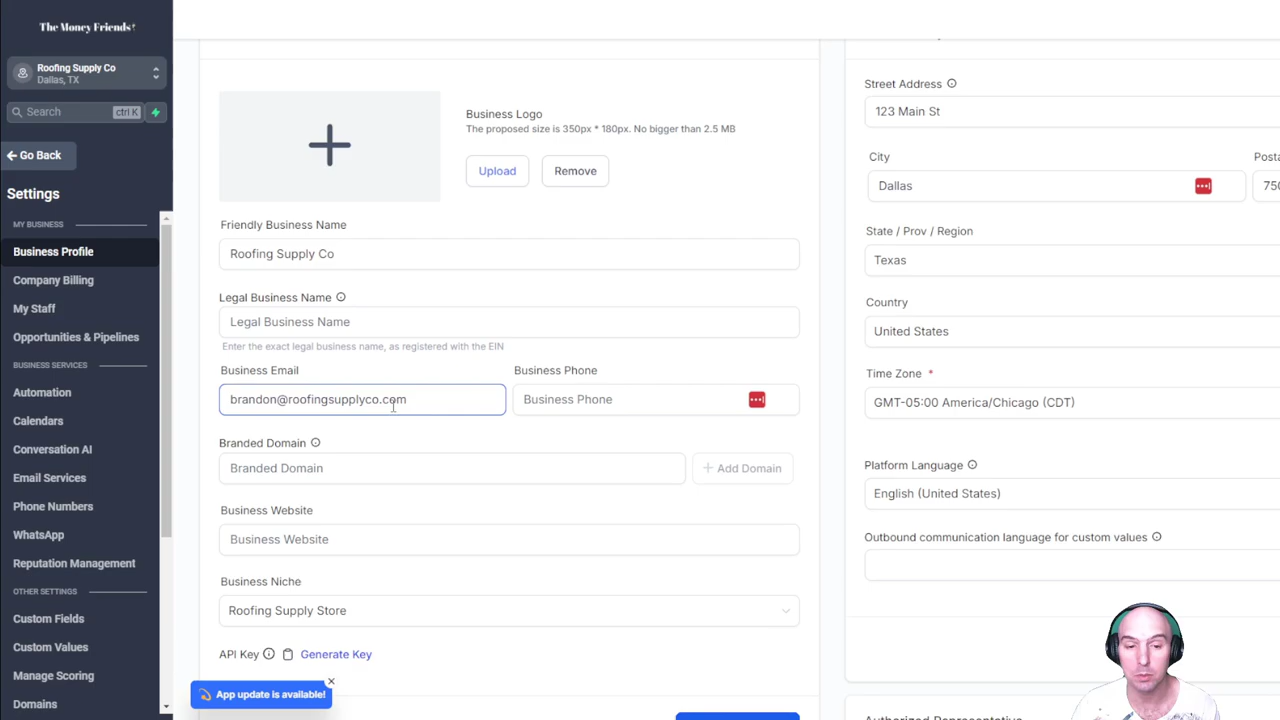 The Money Friends
Roofing Supply Co
Dallas, TX
Search
ctrl K
Go Back
Settings
MY BUSINESS
Business Profile
Company Billing
My Staff
Opportunities & Pipelines
BUSINESS SERVICES
Automation
Calendars
Conversation AI
Email Services
Phone Numbers
WhatsApp
Reputation Management
OTHER SETTINGS
Custom Fields
Custom Values
Manage Scoring
Domains
Business Logo
The proposed size is 350px * 180px. No bigger than 2.5 MB
Upload
Remove
Friendly Business Name
Roofing Supply Co
Legal Business Name
Legal Business Name
Enter the exact legal business name, as registered with the EIN
Business Email
Business Phone
brandon@roofingsupplyco.com
Business Phone
Branded Domain
Branded Domain
+ Add Domain
Business Website
Business Website
Business Niche
Roofing Supply Store
API Key
Generate Key
App update is available!
Street Address
123 Main St
City
Posta
Dallas
750
State / Prov / Region
Texas
Country
United States
Time Zone *
GMT-05:00 America/Chicago (CDT)
Platform Language
English (United States)
Outbound communication language for custom values
Authorized Representative